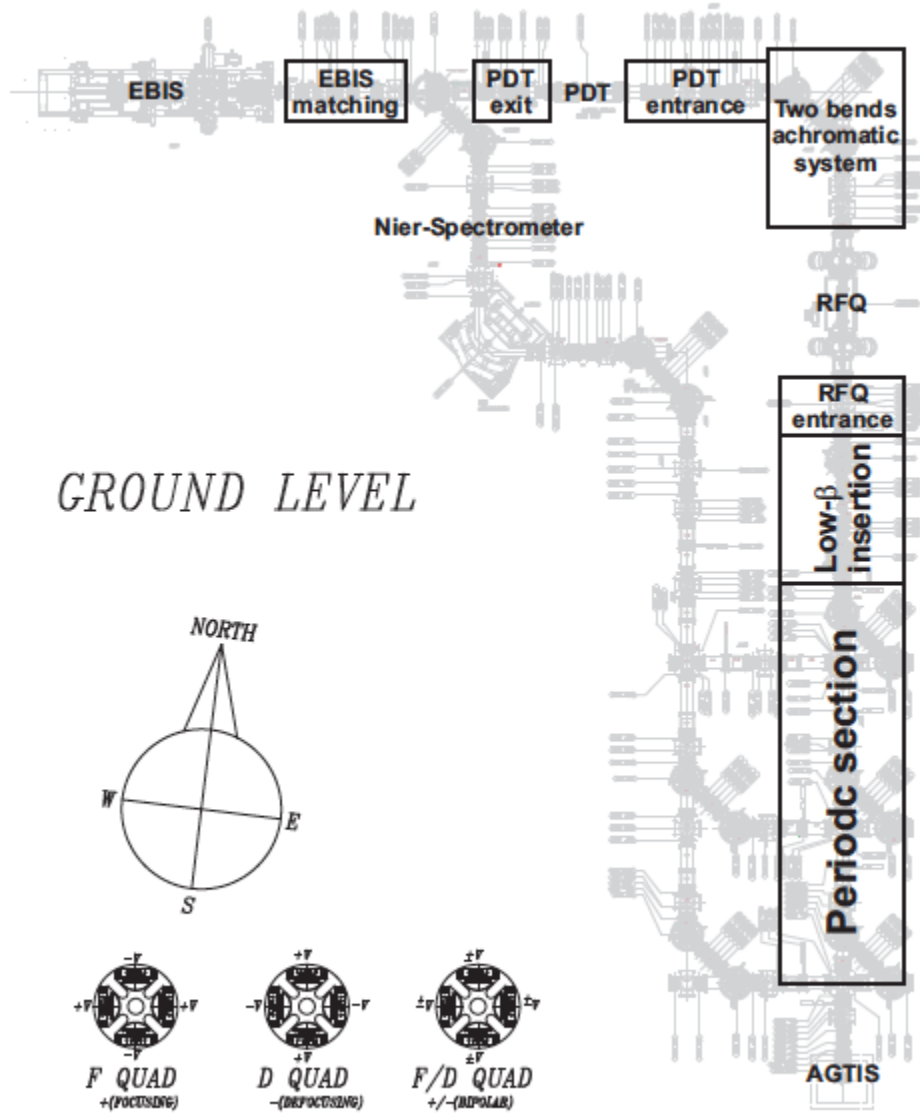 EBIS
EBIS
matching
PDT
exit
PDT
PDT
entrance
Two bends
achromatic
system
Nier-Spectrometer
RFQ
RFQ
entrance
Low-β
insertion
Periodc section
GROUND LEVEL
NORTH
W
E
S
-V
+V
+V
-V
F QUAD
+(FOCUSING)
+V
-V
-V
+V
D QUAD
-(DEFOCUSING)
±V
±V
±V
±V
F/D QUAD
+/-(BIPOLAR)
AGTIS